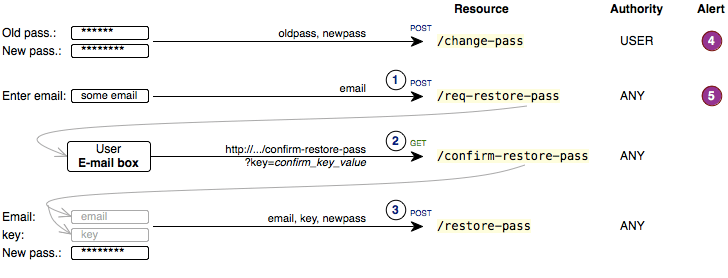 Resource Authority Alert
Old pass.: ****** oldpass, newpass POST /change-pass USER 4
New pass.: ********
Enter email: some email email 1 POST /req-restore-pass ANY 5
User
E-mail box
http://.../confirm-restore-pass 2 GET /confirm-restore-pass ANY
?key=confirm_key_value
Email: email
key: key
email, key, newpass 3 POST /restore-pass ANY
New pass.: ********